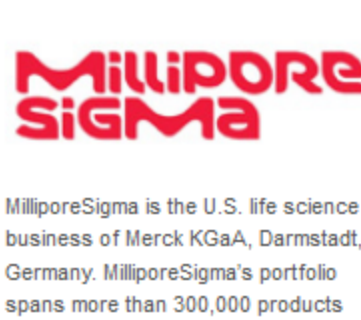 MilliPORe
SiGMa
MilliporeSigma is the U.S. life science
business of Merck KGaA, Darmstadt,
Germany. MilliporeSigma's portfolio
spans more than 300,000 products